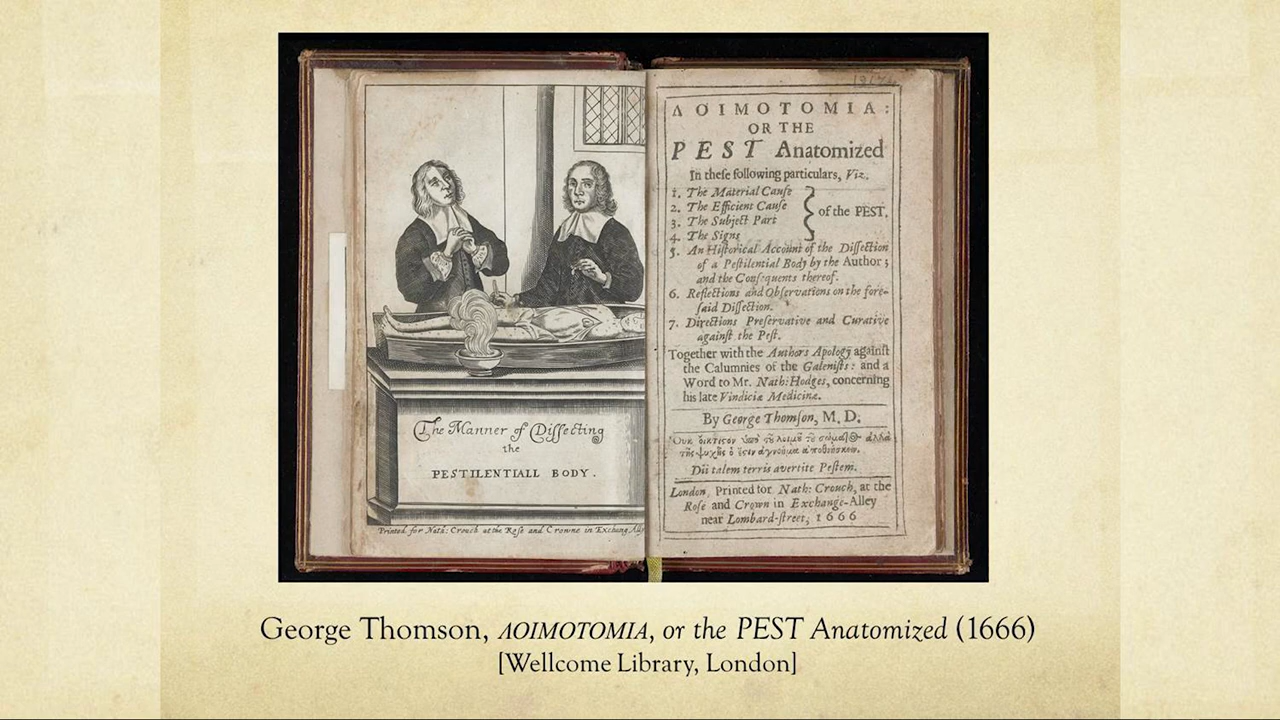 The Manner of Dissecting
the
PESTILENTIALL BODY.
Printed for Nath: Crouch at the Rose and Crowne in Exchang Ally
ΛΟΙΜΟΤΟΜΙΑ:
OR THE
PEST Anatomized
In theſe following particulars, Viz.
1. The Material Cauſe
2. The Efficient Cauſe
3. The Subject Part
4. The Signs
of the PEST.
5. An Hiſtorical Account of the Diſſection
of a Peſtilential Body by the Author;
and the Conſequents thereof.
6. Reflections and Obſervations on the fore-
ſaid Diſſection.
7. Directions Preſervative and Curative
againſt the Peſt.
Together with the Authors Apology againſt
the Calumnies of the Galeniſts: and a
Word to Mr. Nath: Hodges, concerning
his late Vindiciæ Medicinæ.
By George Thomſon, M. D.
Dii talem terris avertite Peſtem.
London, Printed for Nath: Crouch, at the
Roſe and Crown in Exchange-Alley
near Lombard-ſtreet, 1666
George Thomson, ΛΟΙΜΟΤΟΜΙΑ, or the PEST Anatomized (1666)
[Wellcome Library, London]